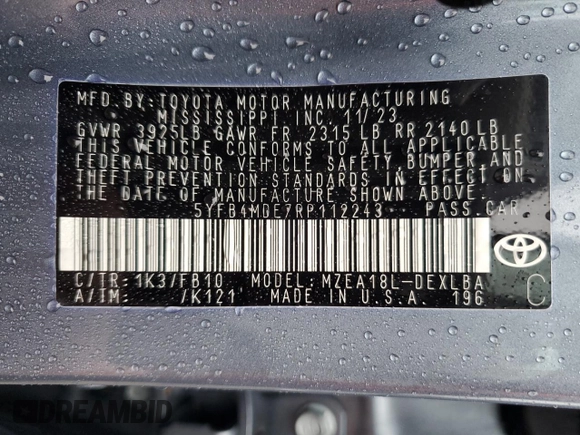 MFD. BY: TOYOTA MOTOR MANUFACTURING
MISSISSIPPI, INC. 11/23
GVWR 3925LB GAWR FR 2315 LB RR 2140 LB
THIS VEHICLE CONFORMS TO ALL APPLICABLE
FEDERAL MOTOR VEHICLE SAFETY, BUMPER AND
THEFT PREVENTION STANDARDS IN EFFECT ON
THE DATE OF MANUFACTURE SHOWN ABOVE.
5YFB4MDE7RP112243 PASS.CAR
C/TR: 1K37/FB10 MODEL: MZEA18L-DEXLBA
A/TM: /K121 MADE IN U.S.A. 196
C
DREAMBID